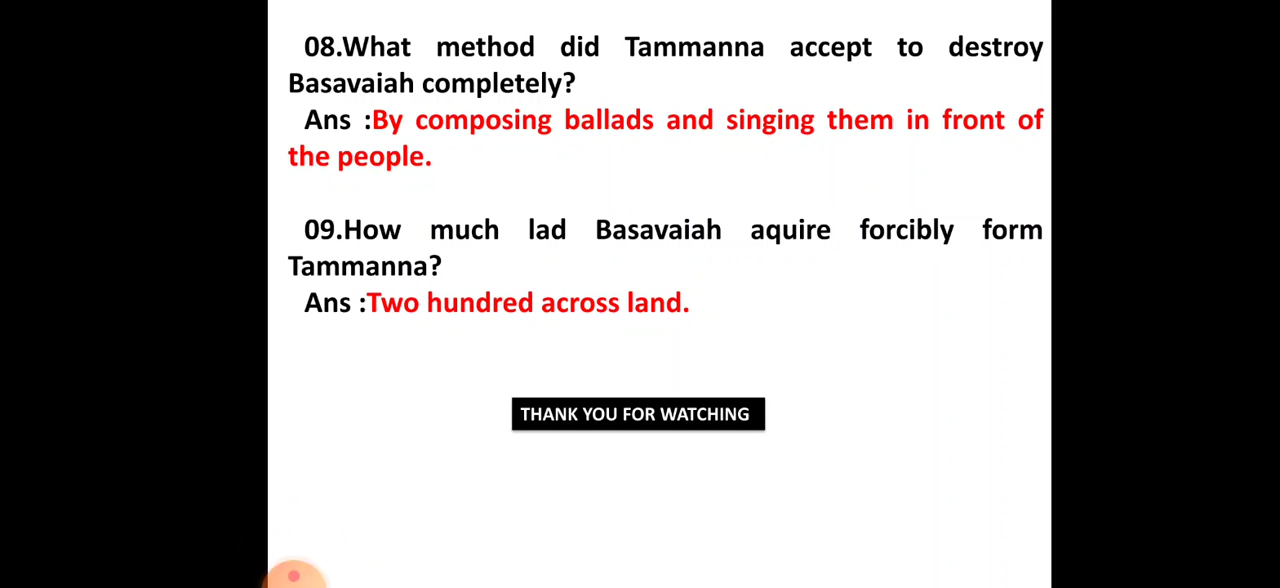 08.What method did Tammanna accept to destroy
Basavaiah completely?
Ans :By composing ballads and singing them in front of
the people.
09.How much lad Basavaiah aquire forcibly form
Tammanna?
Ans :Two hundred across land.
THANK YOU FOR WATCHING